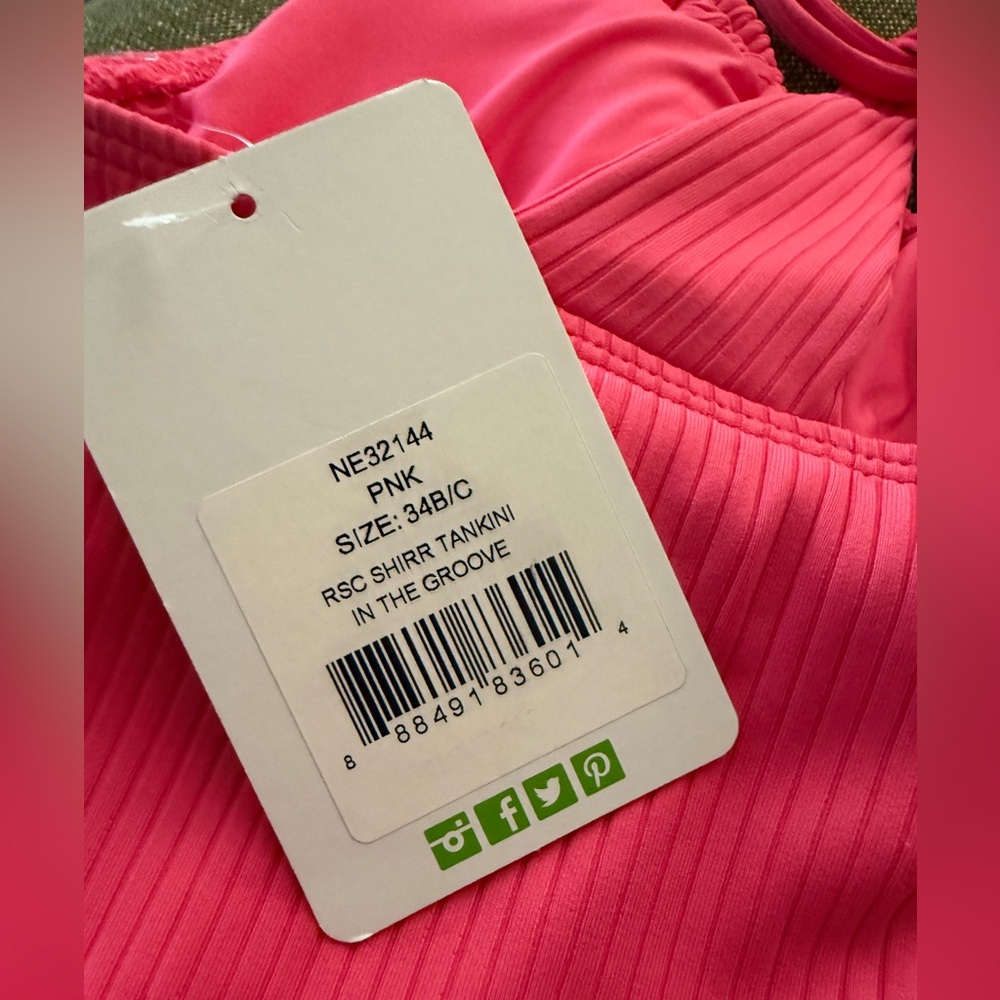 NE32144
PNK
SIZE: 34B/C
RSC SHIRR TANKINI
IN THE GROOVE
8 88491 83601 4